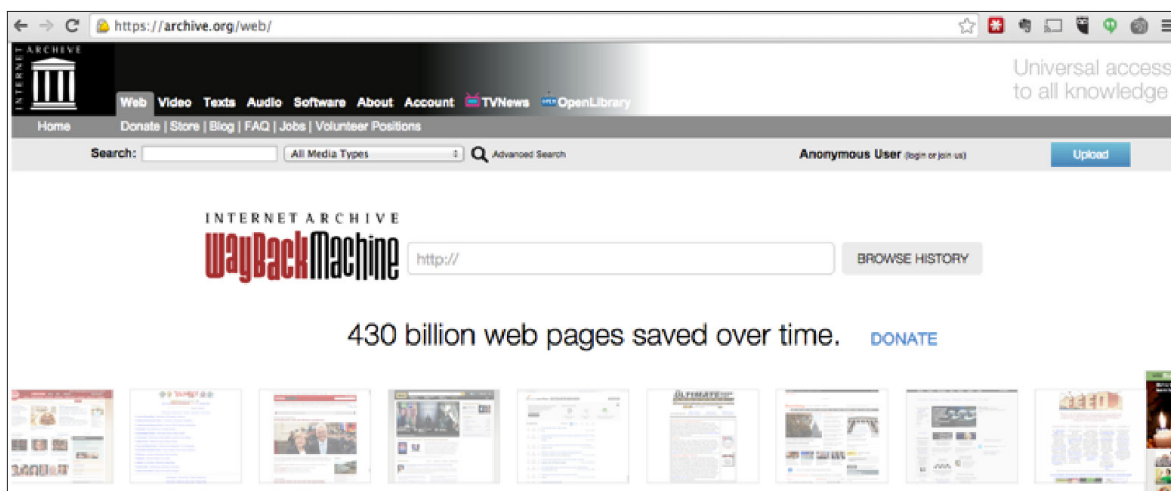 https://archive.org/web/
INTERNET ARCHIVE
Universal access
to all knowledge
Web Video Texts Audio Software About Account TVNews OpenLibrary
Home Donate | Store | Blog | FAQ | Jobs | Volunteer Positions
Search: All Media Types Advanced Search Anonymous User (login or join us) Upload
INTERNET ARCHIVE
WayBackMachine http:// BROWSE HISTORY
430 billion web pages saved over time. DONATE
ULTIMATE